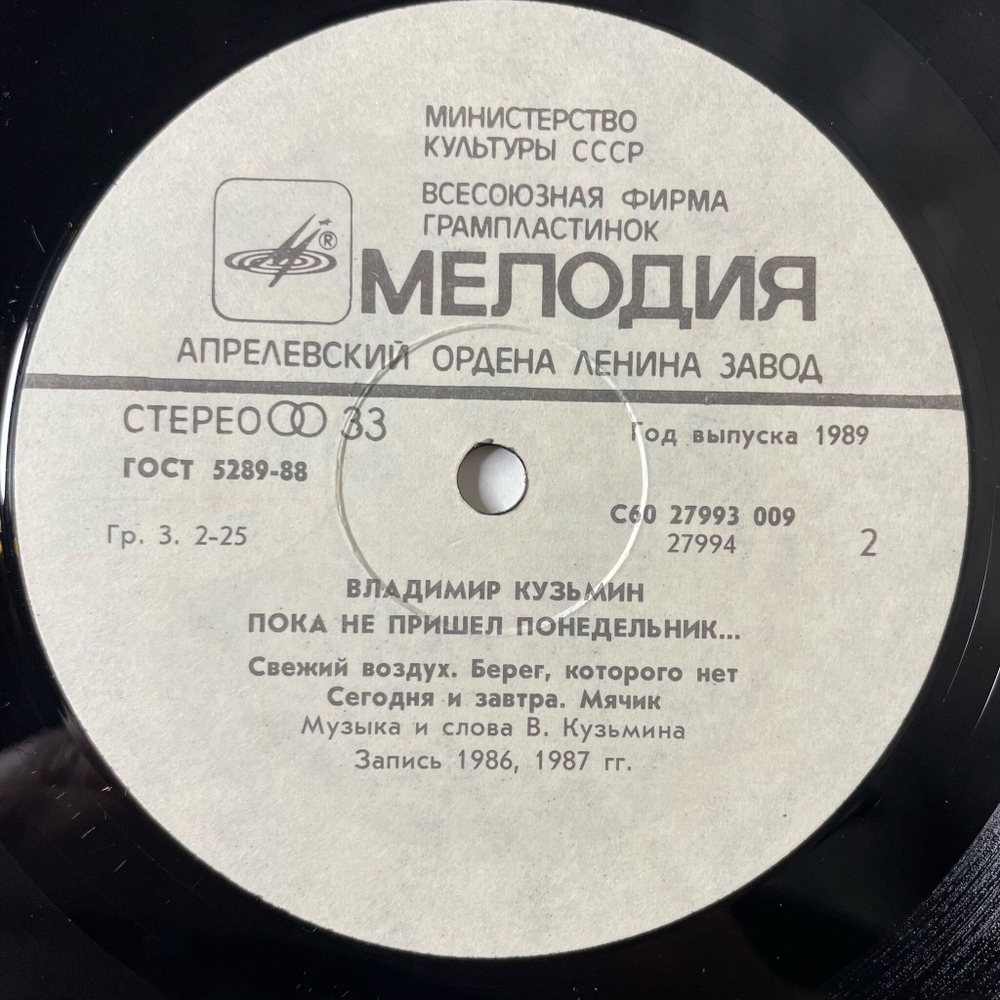 МИНИСТЕРСТВО
КУЛЬТУРЫ СССР
ВСЕСОЮЗНАЯ ФИРМА
ГРАМПЛАСТИНОК
®
МЕЛОДИЯ
АПРЕЛЕВСКИЙ ОРДЕНА ЛЕНИНА ЗАВОД
СТЕРЕО 33
Год выпуска 1989
ГОСТ 5289-88
С60 27993 009
Гр. 3. 2-25
27994
2
ВЛАДИМИР КУЗЬМИН
ПОКА НЕ ПРИШЕЛ ПОНЕДЕЛЬНИК...
Свежий воздух. Берег, которого нет
Сегодня и завтра. Мячик
Музыка и слова В. Кузьмина
Запись 1986, 1987 гг.